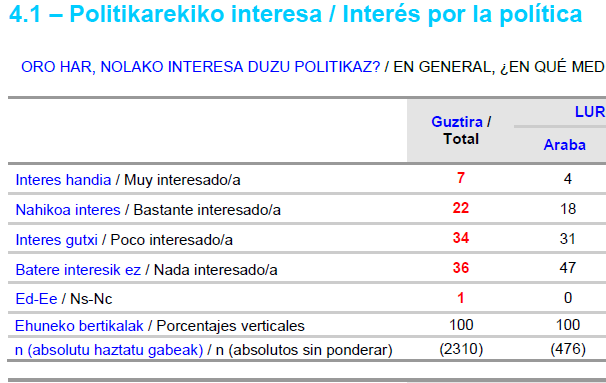 4.1 – Politikarekiko interesa / Interés por la política
ORO HAR, NOLAKO INTERESA DUZU POLITIKAZ? / EN GENERAL, ¿EN QUÉ MED
Guztira / Total LUR
Araba
Interes handia / Muy interesado/a 7 4
Nahikoa interes / Bastante interesado/a 22 18
Interes gutxi / Poco interesado/a 34 31
Batere interesik ez / Nada interesado/a 36 47
Ed-Ee / Ns-Nc 1 0
Ehuneko bertikalak / Porcentajes verticales 100 100
n (absolutu haztatu gabeak) / n (absolutos sin ponderar) (2310) (476)